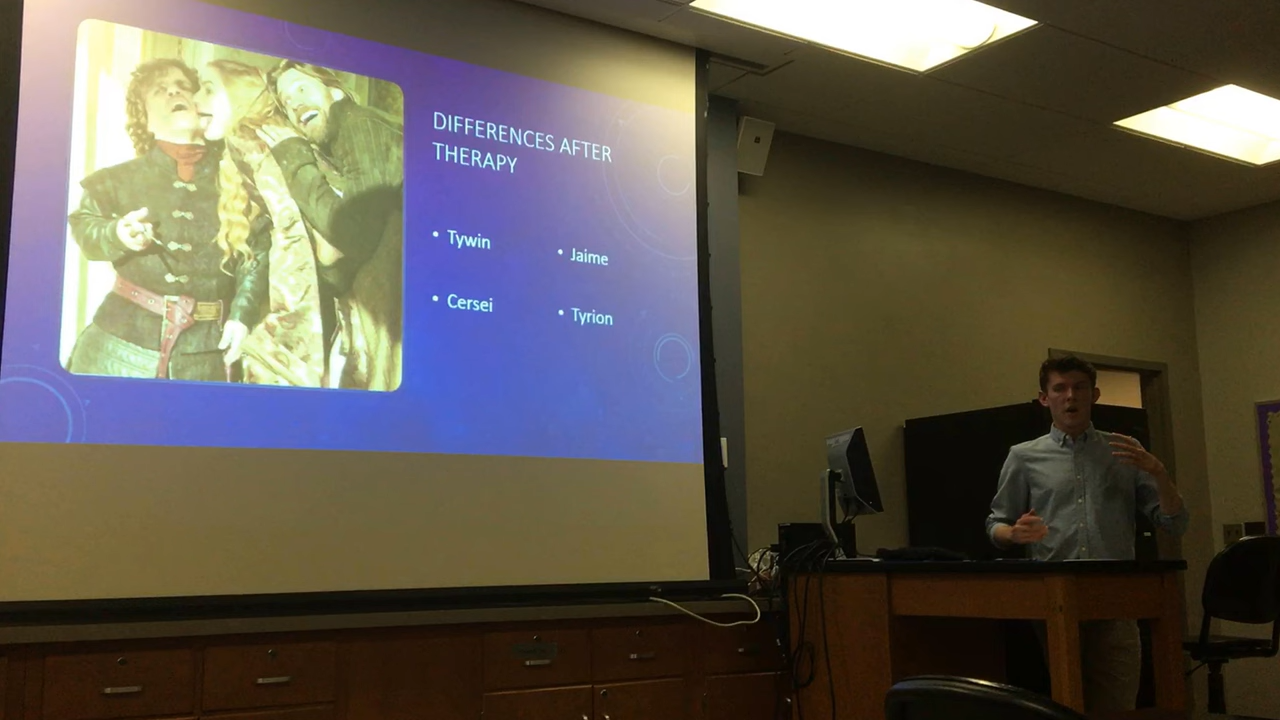 DIFFERENCES AFTER
THERAPY
• Tywin
• Cersei
• Jaime
• Tyrion